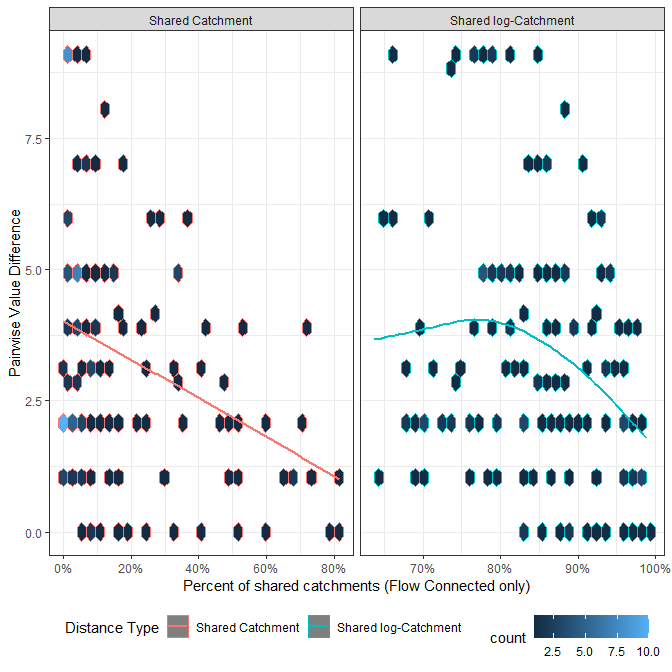 Shared Catchment
Shared log-Catchment
Pairwise Value Difference
7.5
5.0
2.5
0.0
0% 20% 40% 60% 80%
70% 80% 90% 100%
Percent of shared catchments (Flow Connected only)
Distance Type Shared Catchment Shared log-Catchment
count
2.5 5.0 7.5 10.0